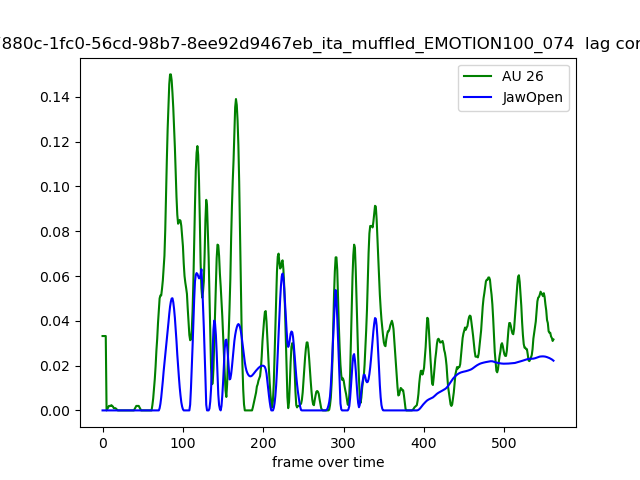 880c-1fc0-56cd-98b7-8ee92d9467eb_ita_muffled_EMOTION100_074 lag cor
AU 26
JawOpen
0.14
0.12
0.10
0.08
0.06
0.04
0.02
0.00
0 100 200 300 400 500
frame over time